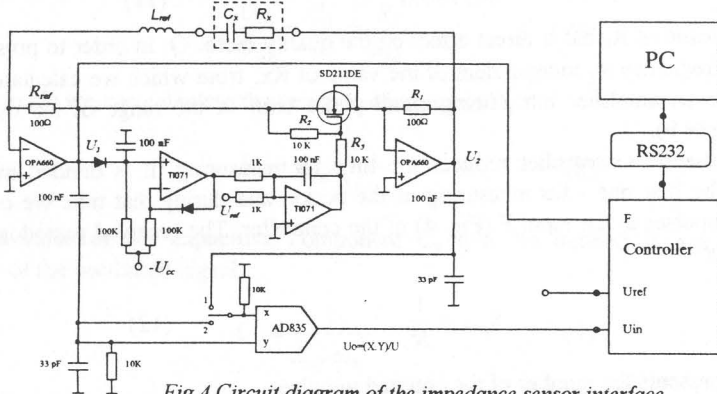 L_ref
C_x R_x
SD211DE
PC
R_ref
100Ω
R_1
100Ω
R_2
10 K
R_3
10 K
U_1
U_2
100 nF
OPA660
TI071
1K
100 nF
OPA660
RS232
100 nF
U_ref
1K
TI071
100 nF
100K
100K
-U_cc
F
Controller
33 pF
1
2
10K
x
y
AD835
Uo=(X.Y)/U
Uref
Uin
33 pF
10K
Fig.4 Circuit diagram of the impedance sensor interface